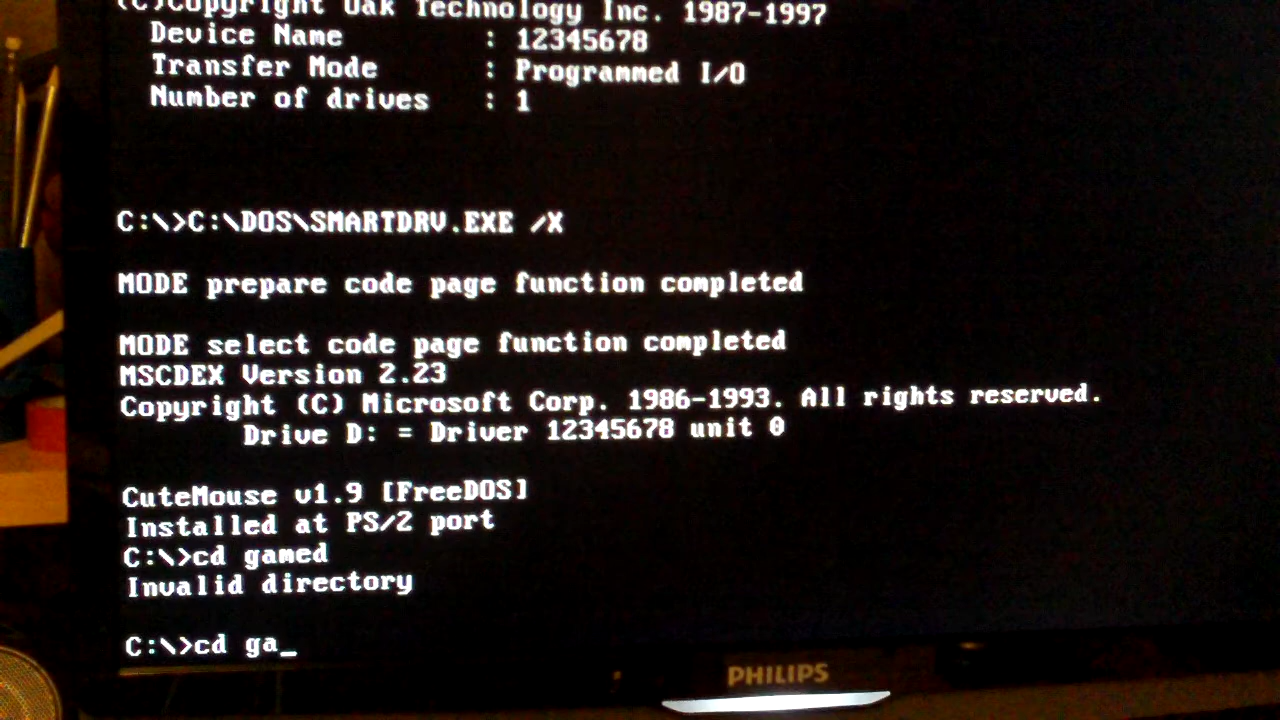 (C)Copyright Oak Technology Inc. 1987-1997
Device Name : 12345678
Transfer Mode : Programmed I/O
Number of drives : 1
C:\>C:\DOS\SMARTDRV.EXE /X
MODE prepare code page function completed
MODE select code page function completed
MSCDEX Version 2.23
Copyright (C) Microsoft Corp. 1986-1993. All rights reserved.
Drive D: = Driver 12345678 unit 0
CuteMouse v1.9 [FreeDOS]
Installed at PS/2 port
C:\>cd gamed
Invalid directory
C:\>cd ga_
PHILIPS